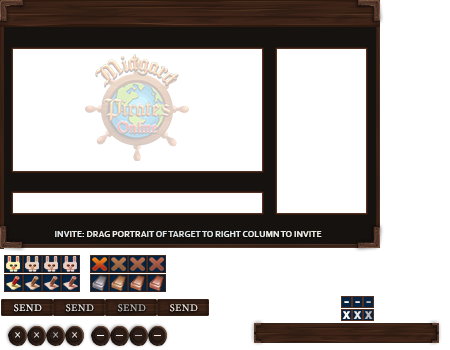 Midgard
Pirates
Online
INVITE: DRAG PORTRAIT OF TARGET TO RIGHT COLUMN TO INVITE
SEND SEND SEND SEND